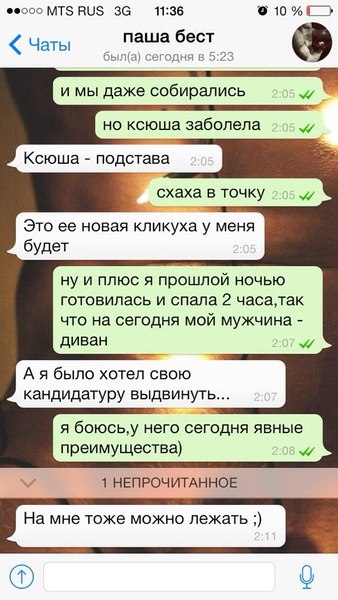 MTS RUS 3G 11:36 10 %
Чаты паша бест
был(а) сегодня в 5:23
и мы даже собирались 2:05
но ксюша заболела 2:05
Ксюша - подстава 2:05
схаха в точку 2:05
Это ее новая кликуха у меня
будет 2:05
ну и плюс я прошлой ночью
готовилась и спала 2 часа,так
что на сегодня мой мужчина -
диван 2:07
А я было хотел свою
кандидатуру выдвинуть... 2:07
я боюсь,у него сегодня явные
преимущества) 2:08
1 НЕПРОЧИТАННОЕ
На мне тоже можно лежать ;)
2:11